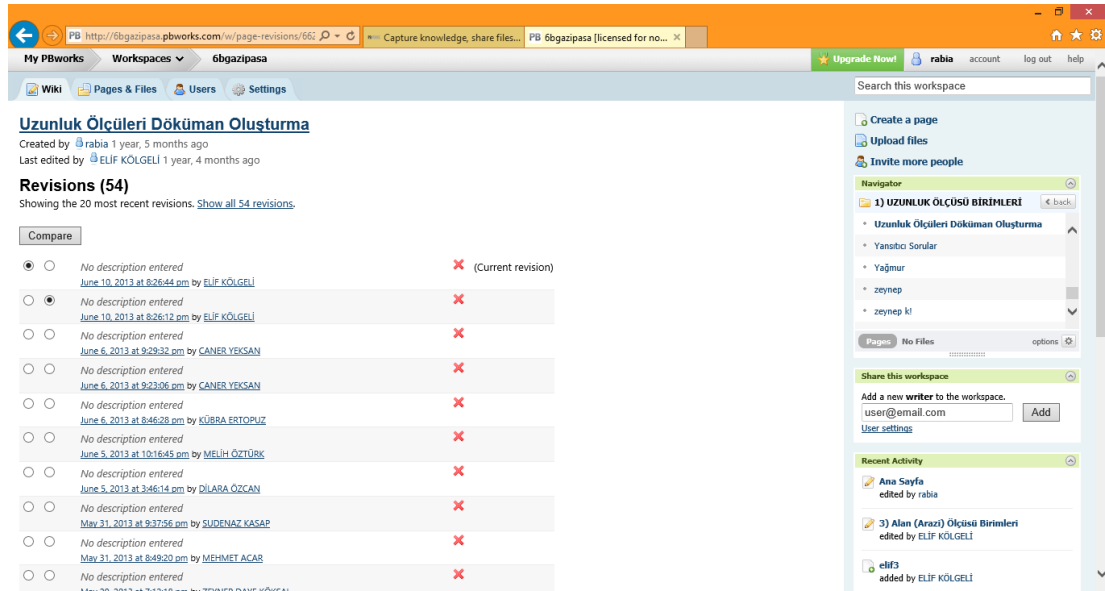 PB http://6bgazipasa.pbworks.com/w/page-revisions/662
Capture knowledge, share files...
PB 6bgazipasa [licensed for no...
My PBworks Workspaces 6bgazipasa
Upgrade Now! rabia account log out help
Wiki Pages & Files Users Settings
Search this workspace
Uzunluk Ölçüleri Döküman Oluşturma
Created by rabia 1 year, 5 months ago
Last edited by ELİF KÖLGELİ 1 year, 4 months ago
Revisions (54)
Showing the 20 most recent revisions. Show all 54 revisions.
Compare
No description entered (Current revision)
June 10, 2013 at 8:26:44 pm by ELİF KÖLGELİ
No description entered
June 10, 2013 at 8:26:12 pm by ELİF KÖLGELİ
No description entered
June 6, 2013 at 9:29:32 pm by CANER YEKSAN
No description entered
June 6, 2013 at 9:23:06 pm by CANER YEKSAN
No description entered
June 6, 2013 at 8:46:28 pm by KÜBRA ERTOPUZ
No description entered
June 5, 2013 at 10:16:45 pm by MELİH ÖZTÜRK
No description entered
June 5, 2013 at 3:46:14 pm by DİLARA ÖZCAN
No description entered
May 31, 2013 at 9:37:56 pm by SUDENAZ KASAP
No description entered
May 31, 2013 at 8:49:20 pm by MEHMET ACAR
No description entered
Create a page
Upload files
Invite more people
Navigator
1) UZUNLUK ÖLÇÜSÜ BİRİMLERİ back
Uzunluk Ölçüleri Döküman Oluşturma
Yansıtıcı Sorular
Yağmur
zeynep
zeynep k!
Pages No Files options
Share this workspace
Add a new writer to the workspace.
user@email.com Add
User settings
Recent Activity
Ana Sayfa
edited by rabia
3) Alan (Arazi) Ölçüsü Birimleri
edited by ELİF KÖLGELİ
elif3
added by ELİF KÖLGELİ